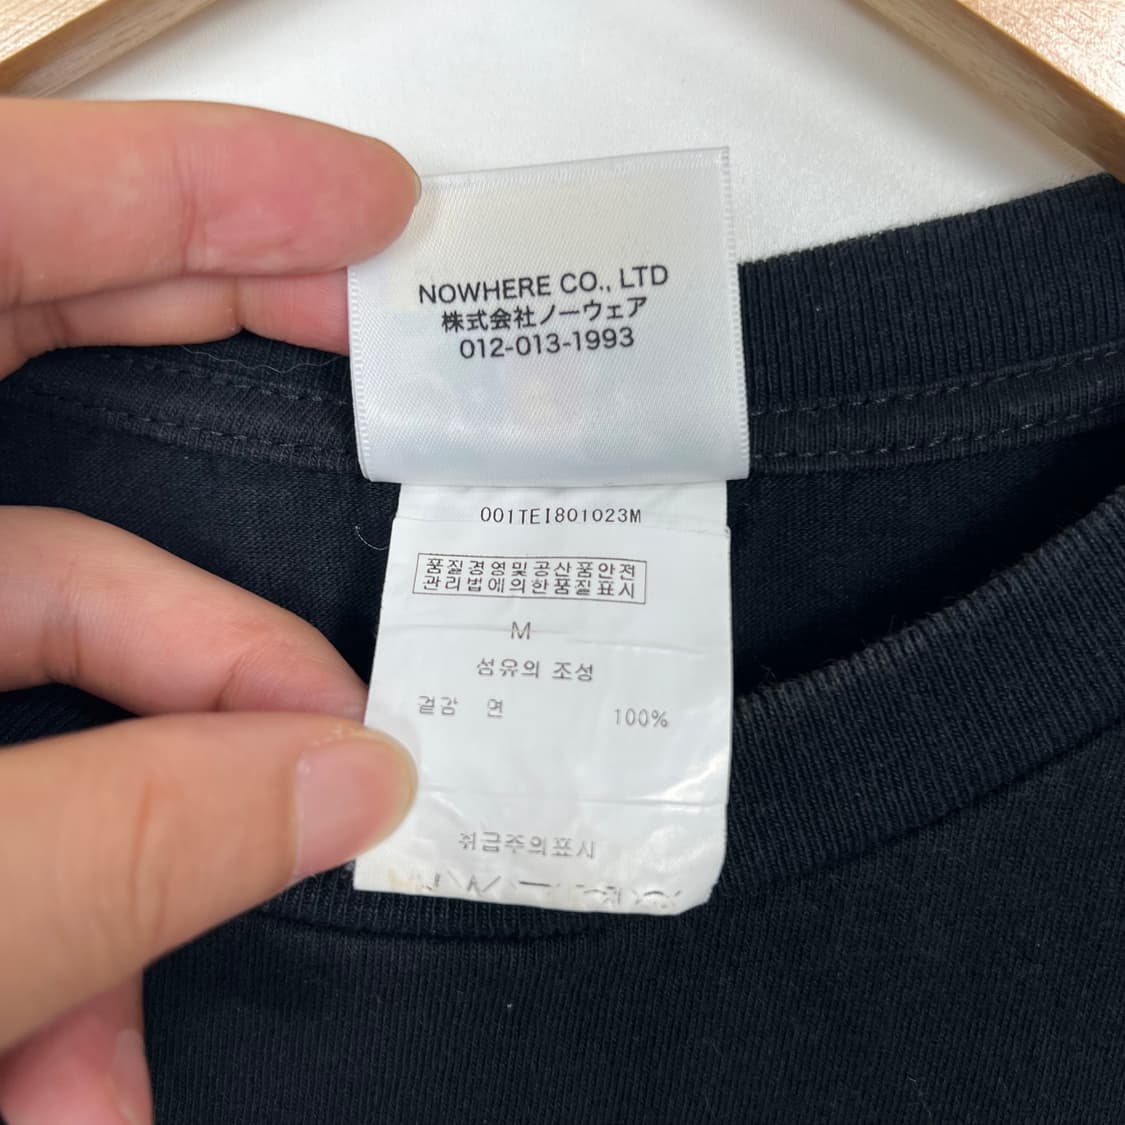 NOWHERE CO., LTD
株式会社ノーウェア
012-013-1993
001TEI801023M
품질경영및공산품안전
관리법에의한품질표시
M
섬유의 조성
겉감 면 100%
취급주의표시